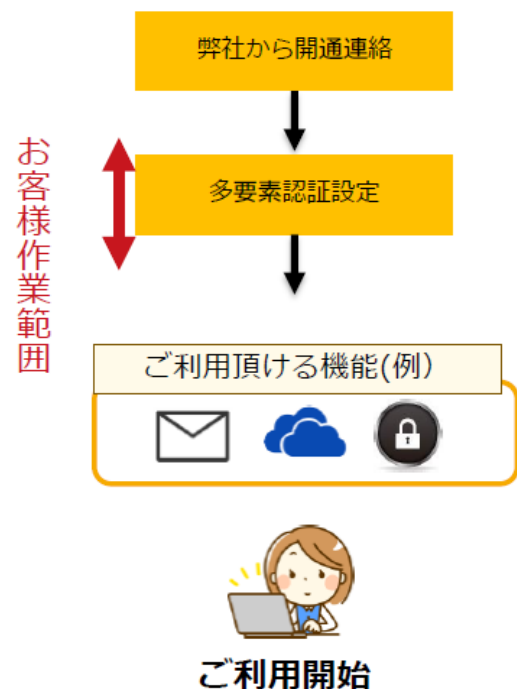 弊社から開通連絡
お客様作業範囲
多要素認証設定
ご利用頂ける機能(例）
ご利用開始